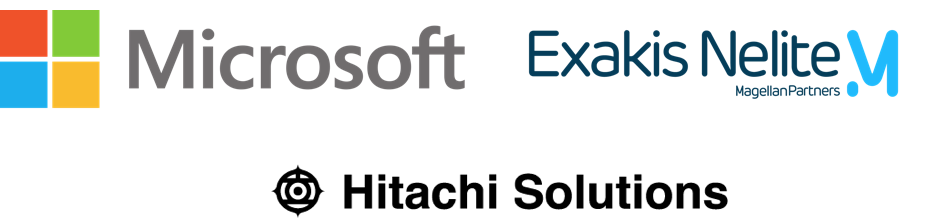 Microsoft
Exakis Nelite
MagellanPartners
Hitachi Solutions